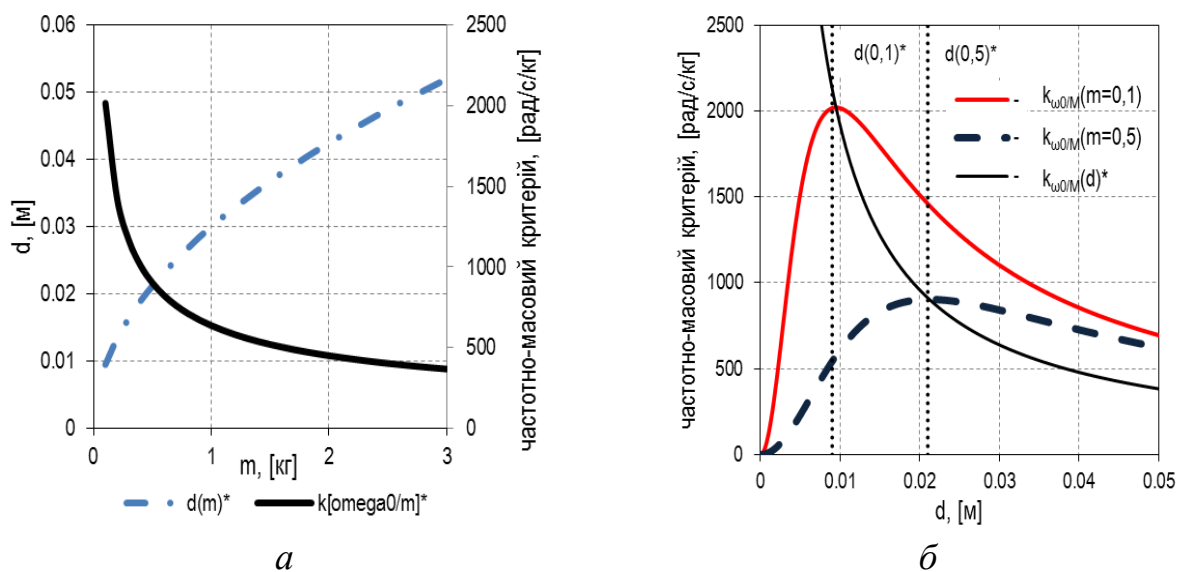 0.06
0.05
0.04
0.03
0.02
0.01
0
d, [м]
2500
2000
1500
1000
500
0
частотно-масовий критерій, [рад/с/кг]
0 1 2 3
m, [кг]
d(m)* k[omega0/m]*
а
2500
2000
1500
1000
500
0
частотно-масовий критерій, [рад/с/кг]
d(0,1)* d(0,5)*
- kω0/M(m=0,1)
- kω0/M(m=0,5)
- kω0/M(d)*
0 0.01 0.02 0.03 0.04 0.05
d, [м]
б